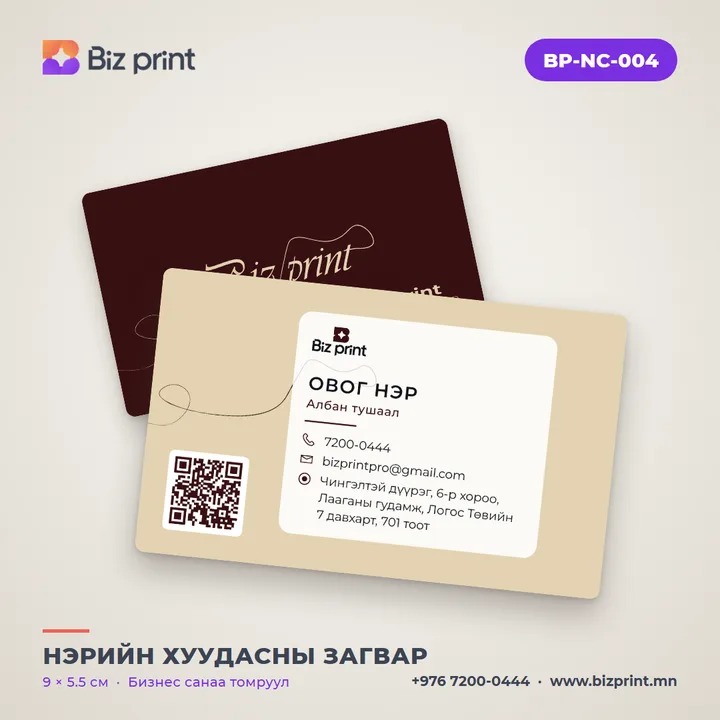 Biz print
BP-NC-004
Biz print
Biz print
ОВОГ НЭР
Албан тушаал
7200-0444
bizprintpro@gmail.com
Чингэлтэй дүүрэг, 6-р хороо,
Лааганы гудамж, Логос Төвийн
7 давхарт, 701 тоот
НЭРИЙН ХУУДАСНЫ ЗАГВАР
9 × 5.5 см · Бизнес санаа томруул
+976 7200-0444 · www.bizprint.mn